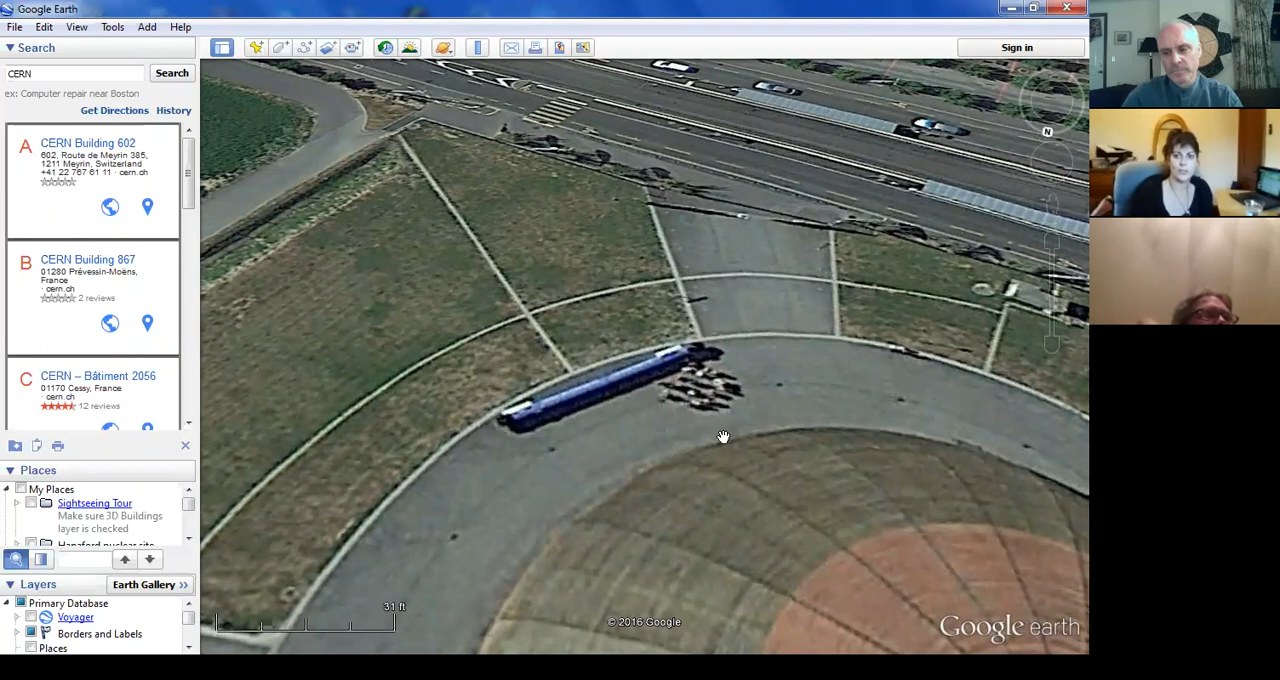 Google Earth
File Edit View Tools Add Help
Search
CERN
Search
ex: Computer repair near Boston
Get Directions History
A CERN Building 602
602, Route de Meyrin 385,
1211 Meyrin, Switzerland
+41 22 767 61 11 · cern.ch
B CERN Building 867
01280 Prévessin-Moëns,
France
· cern.ch
2 reviews
C CERN – Bâtiment 2056
01170 Cessy, France
· cern.ch
12 reviews
Places
My Places
Sightseeing Tour
Make sure 3D Buildings
layer is checked
Hanaford nuclear site
Layers
Earth Gallery »
Primary Database
Voyager
Borders and Labels
Places
Sign in
N
31 ft
© 2016 Google
Google earth